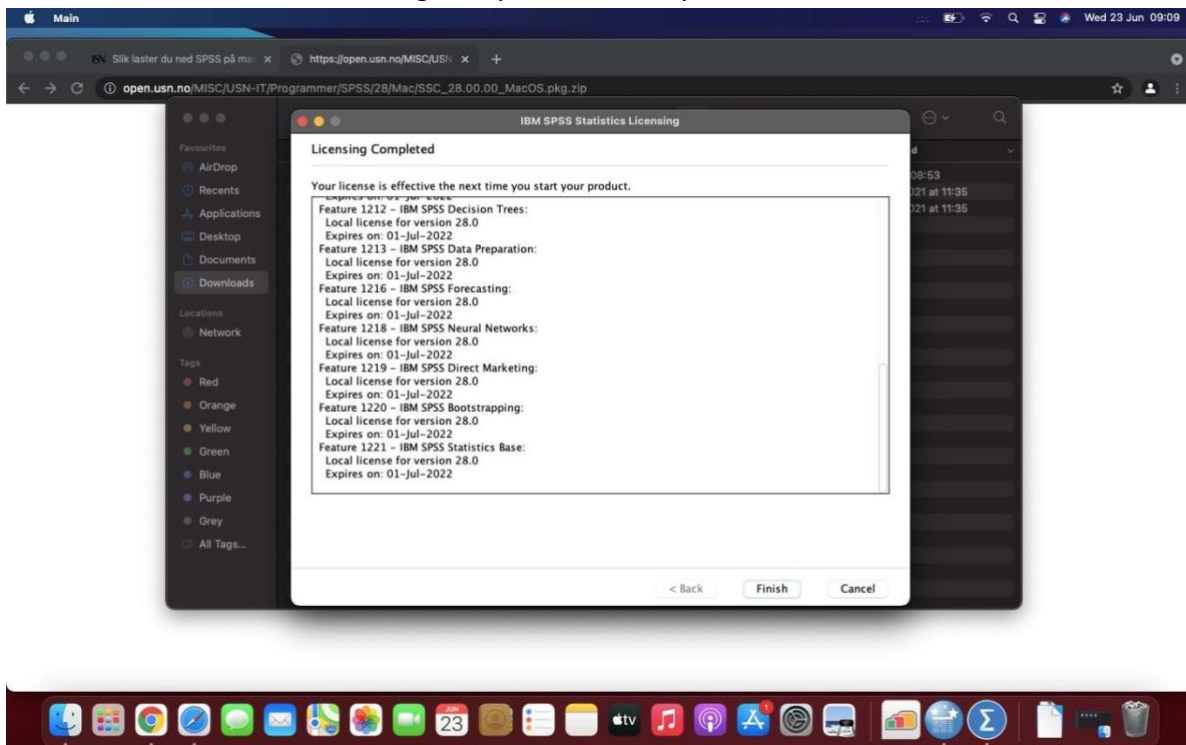 Main
Wed 23 Jun 09:09
Slik laster du ned SPSS på mac
https://open.usn.no/MISC/USN
open.usn.no/MISC/USN-IT/Programmer/SPSS/28/Mac/SSC_28.00.00_MacOS.pkg.zip
IBM SPSS Statistics Licensing
Favourites
AirDrop
Recents
Applications
Desktop
Documents
Downloads
Locations
Network
Tags
Red
Orange
Yellow
Green
Blue
Purple
Grey
All Tags...
Licensing Completed
Your license is effective the next time you start your product.
Expires on: 01-Jul-2022
Feature 1212 - IBM SPSS Decision Trees:
Local license for version 28.0
Expires on: 01-Jul-2022
Feature 1213 - IBM SPSS Data Preparation:
Local license for version 28.0
Expires on: 01-Jul-2022
Feature 1216 - IBM SPSS Forecasting:
Local license for version 28.0
Expires on: 01-Jul-2022
Feature 1218 - IBM SPSS Neural Networks:
Local license for version 28.0
Expires on: 01-Jul-2022
Feature 1219 - IBM SPSS Direct Marketing:
Local license for version 28.0
Expires on: 01-Jul-2022
Feature 1220 - IBM SPSS Bootstrapping:
Local license for version 28.0
Expires on: 01-Jul-2022
Feature 1221 - IBM SPSS Statistics Base:
Local license for version 28.0
Expires on: 01-Jul-2022
< Back
Finish
Cancel
d
08:53
021 at 11:35
021 at 11:35
JUN
23
tv